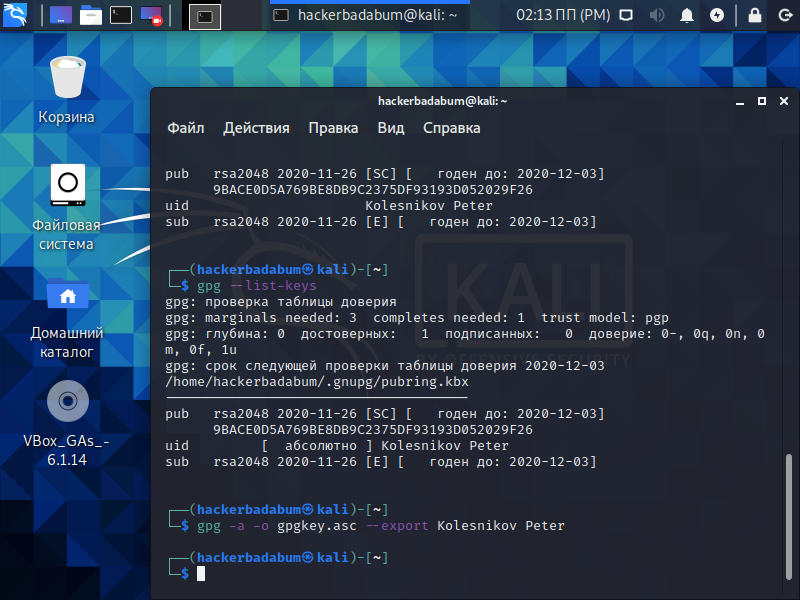 hackerbadabum@kali: ~
02:13 ПП (PM)
Корзина
Файловая
система
Домашний
каталог
VBox_GAs_-
6.1.14
hackerbadabum@kali:~
Файл Действия Правка Вид Справка
pub rsa2048 2020-11-26 [SC] [ годен до: 2020-12-03]
9BACE0D5A769BE8DB9C2375DF93193D052029F26
uid Kolesnikov Peter
sub rsa2048 2020-11-26 [E] [ годен до: 2020-12-03]
(hackerbadabum㉿kali)-[~]
$ gpg --list-keys
gpg: проверка таблицы доверия
gpg: marginals needed: 3 completes needed: 1 trust model: pgp
gpg: глубина: 0 достоверных: 1 подписанных: 0 доверие: 0-, 0q, 0n, 0
m, 0f, 1u
gpg: срок следующей проверки таблицы доверия 2020-12-03
/home/hackerbadabum/.gnupg/pubring.kbx
--------------------------------------
pub rsa2048 2020-11-26 [SC] [ годен до: 2020-12-03]
9BACE0D5A769BE8DB9C2375DF93193D052029F26
uid [ абсолютно ] Kolesnikov Peter
sub rsa2048 2020-11-26 [E] [ годен до: 2020-12-03]
(hackerbadabum㉿kali)-[~]
$ gpg -a -o gpgkey.asc --export Kolesnikov Peter
(hackerbadabum㉿kali)-[~]
$
KALI
BY OFFENSIVE SECURITY